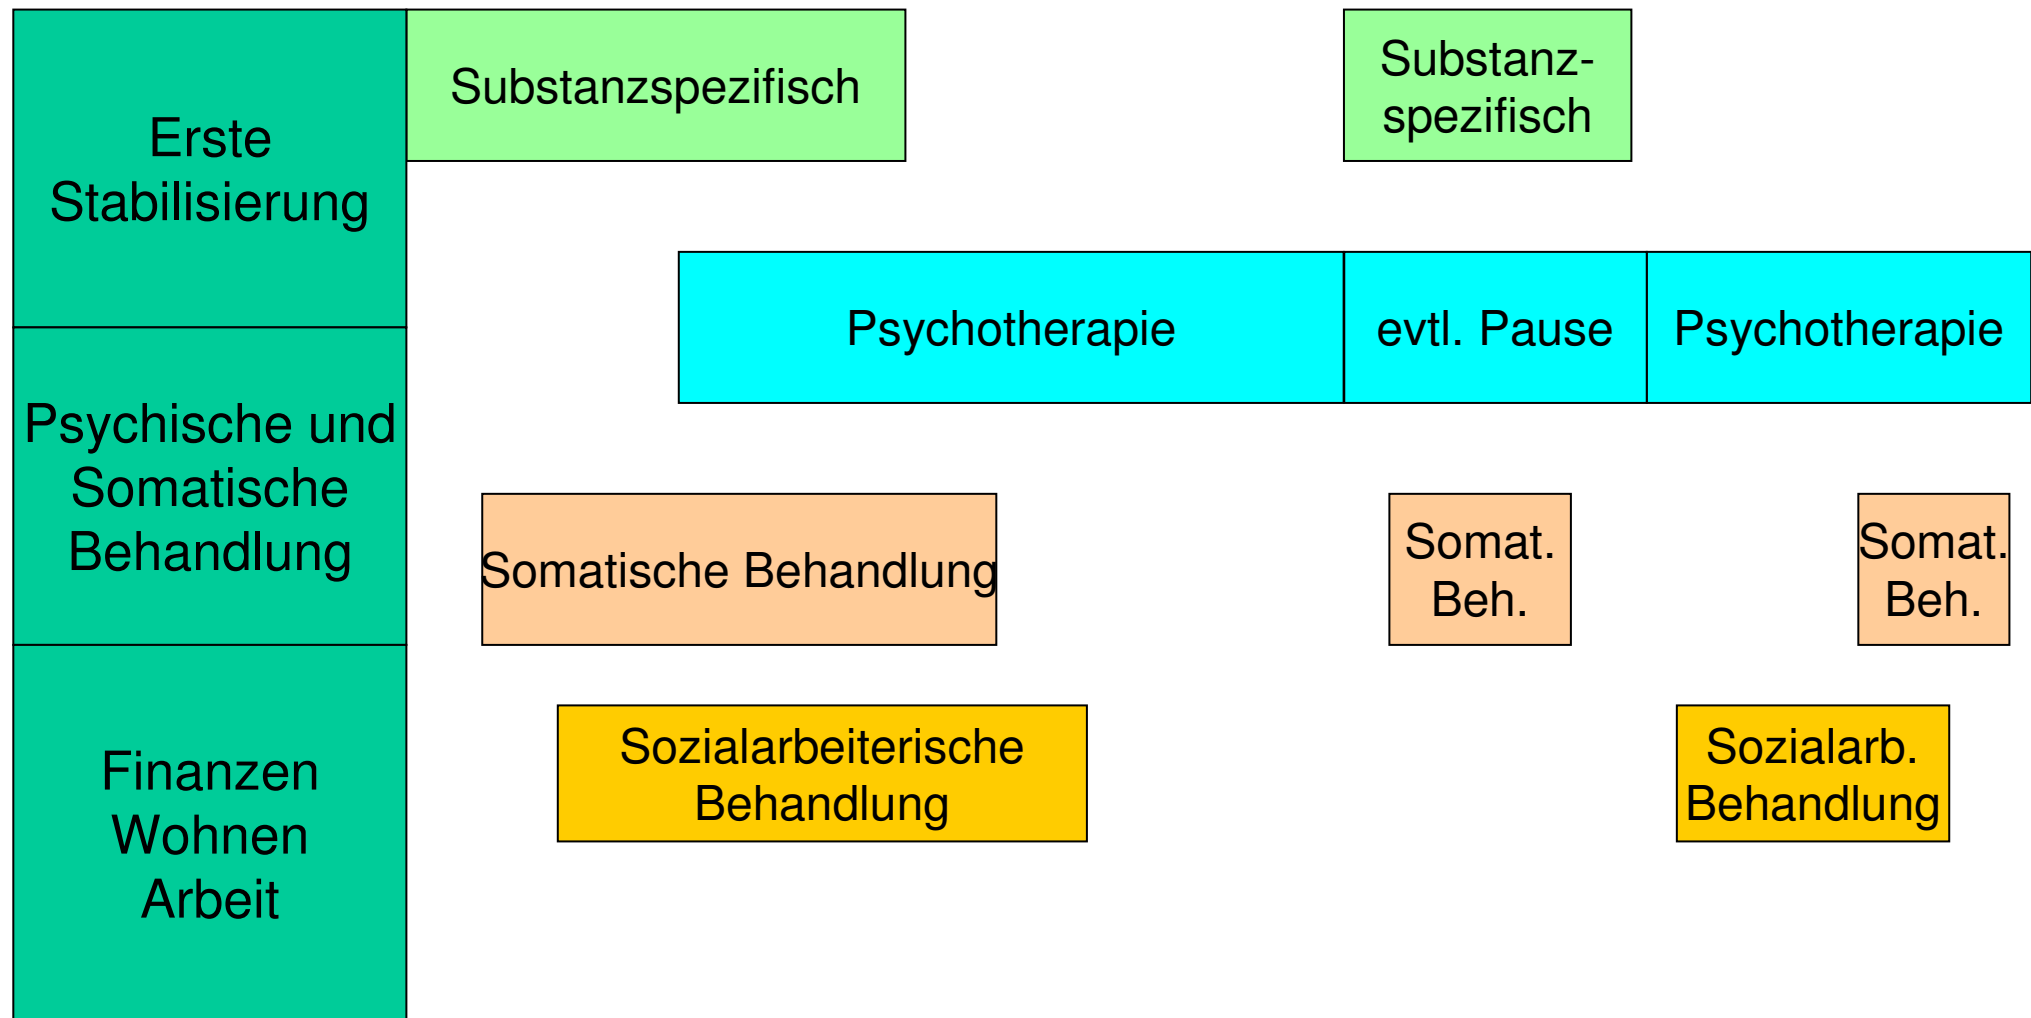 Erste
Stabilisierung
Psychische und
Somatische
Behandlung
Finanzen
Wohnen
Arbeit
Substanzspezifisch
Substanz-
spezifisch
Psychotherapie
evtl. Pause
Psychotherapie
Somatische Behandlung
Somat.
Beh.
Somat.
Beh.
Sozialarbeiterische
Behandlung
Sozialarb.
Behandlung